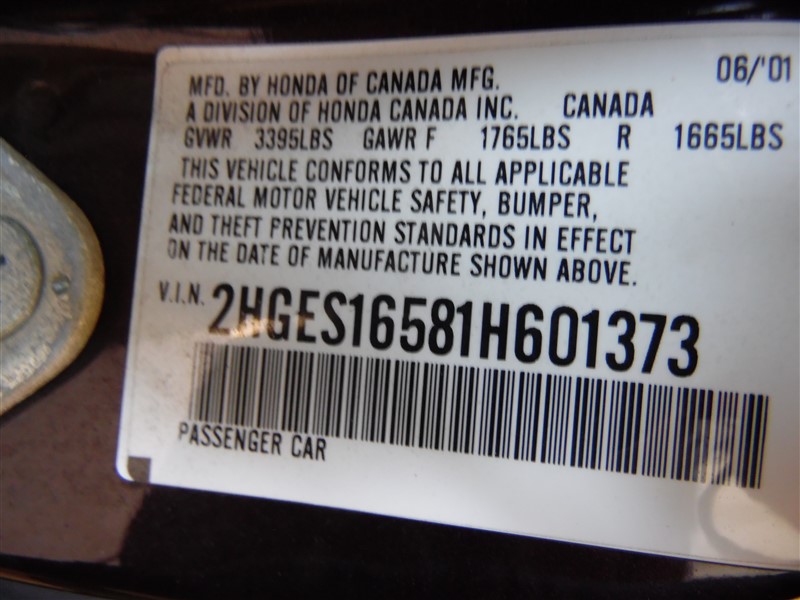 06/'01
MFD. BY HONDA OF CANADA MFG.
A DIVISION OF HONDA CANADA INC. CANADA
GVWR 3395LBS GAWR F 1765LBS R 1665LBS
THIS VEHICLE CONFORMS TO ALL APPLICABLE
FEDERAL MOTOR VEHICLE SAFETY, BUMPER,
AND THEFT PREVENTION STANDARDS IN EFFECT
ON THE DATE OF MANUFACTURE SHOWN ABOVE.
V.I.N. 2HGES16581H601373
PASSENGER CAR